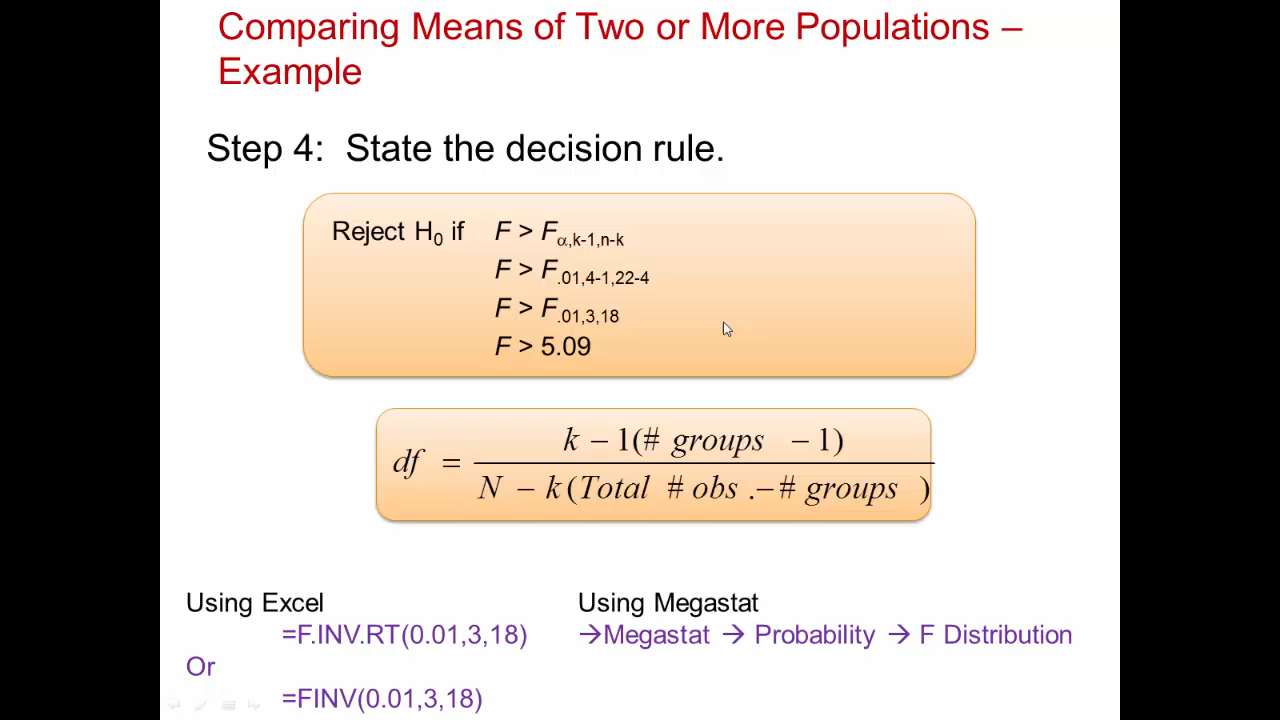 Comparing Means of Two or More Populations –
Example
Step 4: State the decision rule.
Reject H0 if F > Fα,k-1,n-k
F > F.01,4-1,22-4
F > F.01,3,18
F > 5.09
df = k − 1(# groups − 1)
N − k (Total # obs .− # groups )
Using Excel Using Megastat
=F.INV.RT(0.01,3,18) →Megastat → Probability → F Distribution
Or
=FINV(0.01,3,18)